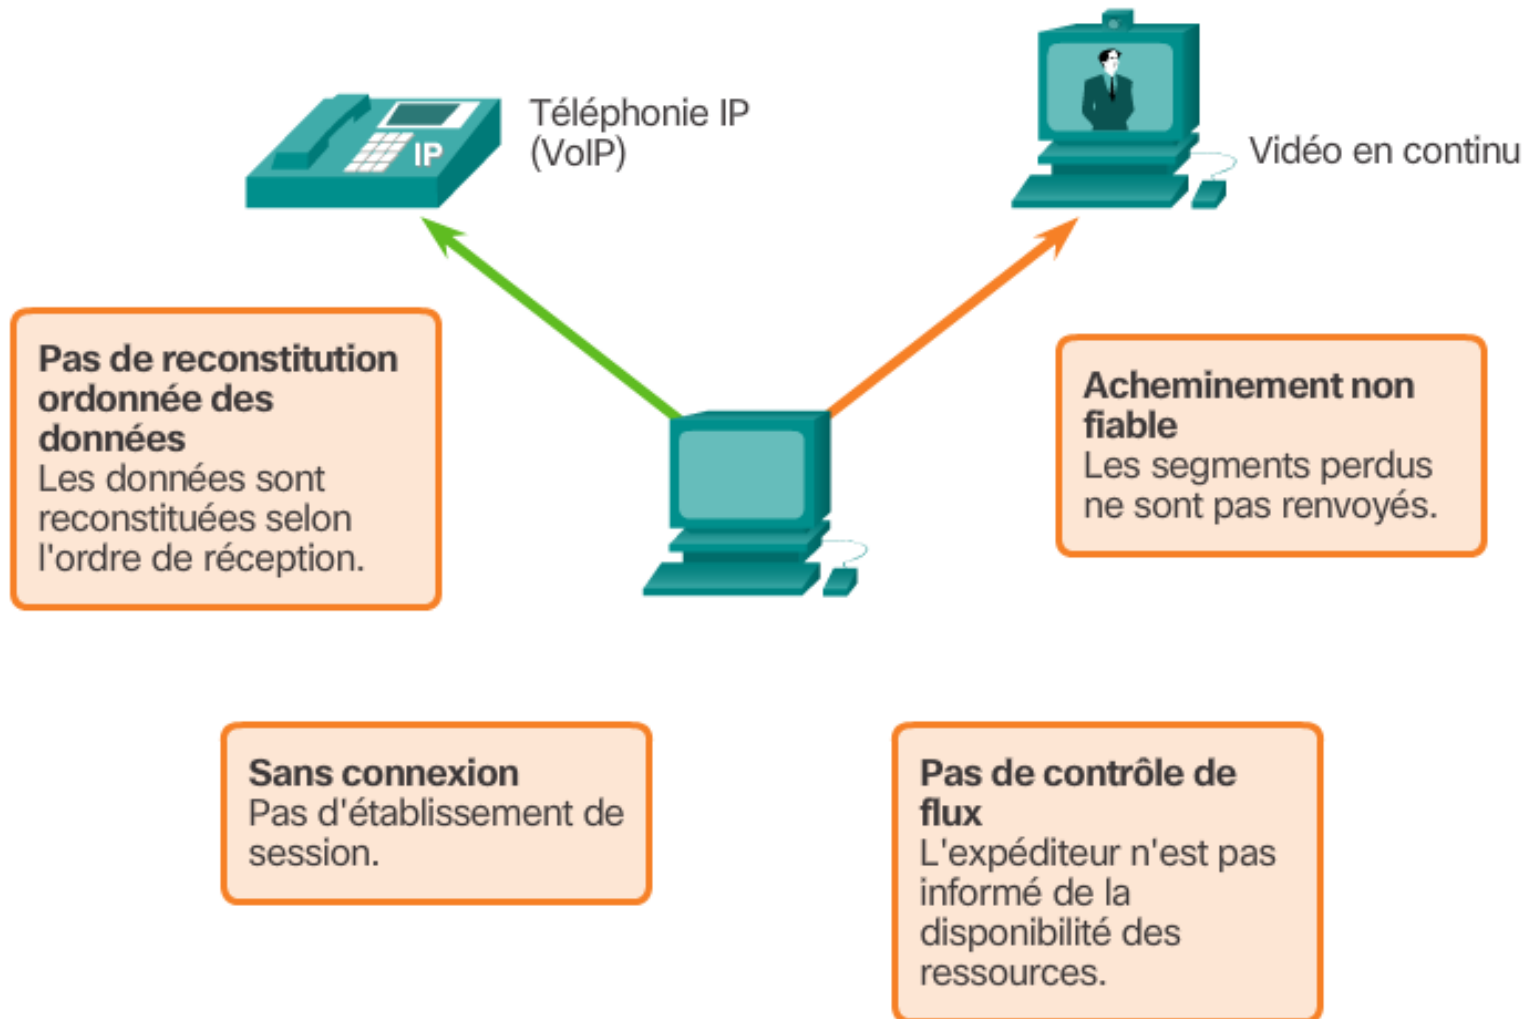 Téléphonie IP
(VoIP)
IP
Vidéo en continu
Pas de reconstitution
ordonnée des
données
Les données sont
reconstituées selon
l'ordre de réception.
Acheminement non
fiable
Les segments perdus
ne sont pas renvoyés.
Sans connexion
Pas d'établissement de
session.
Pas de contrôle de
flux
L'expéditeur n'est pas
informé de la
disponibilité des
ressources.